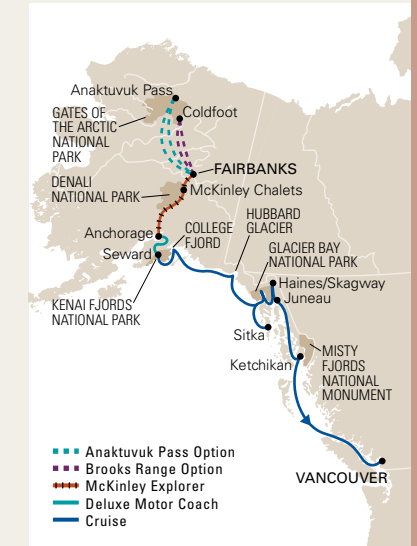 Anaktuvuk Pass
GATES OF
THE ARCTIC
NATIONAL
PARK
Coldfoot
FAIRBANKS
DENALI
NATIONAL PARK
McKinley Chalets
HUBBARD
GLACIER
COLLEGE
FJORD
Anchorage
Seward
GLACIER BAY
NATIONAL PARK
Haines/Skagway
Juneau
KENAI FJORDS
NATIONAL PARK
Sitka
Ketchikan
MISTY
FJORDS
NATIONAL
MONUMENT
VANCOUVER
Anaktuvuk Pass Option
Brooks Range Option
McKinley Explorer
Deluxe Motor Coach
Cruise